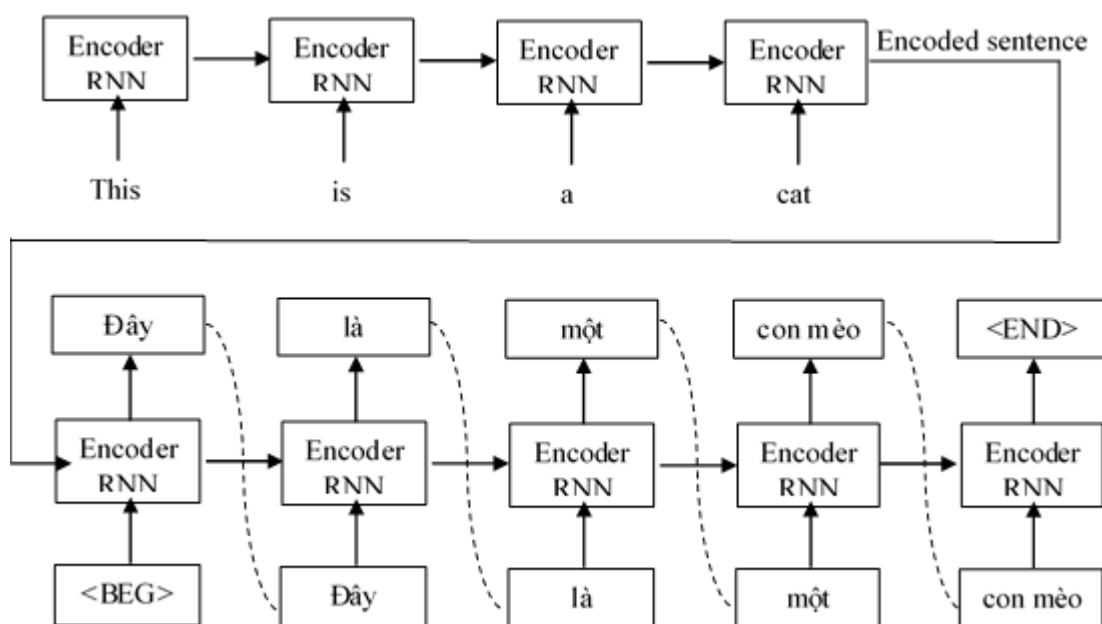 Encoder RNN
Encoder RNN
Encoder RNN
Encoder RNN
Encoded sentence
This
is
a
cat
Đây
là
một
con mèo
<END>
Encoder RNN
Encoder RNN
Encoder RNN
Encoder RNN
Encoder RNN
<BEG>
Đây
là
một
con mèo